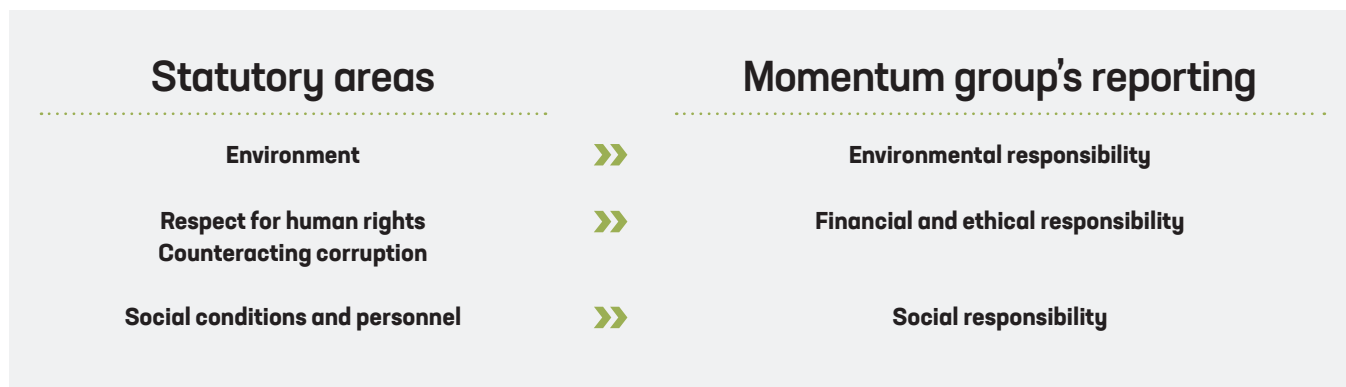 Statutory areas
Momentum group’s reporting
Environment
Environmental responsibility
Respect for human rights
Counteracting corruption
Financial and ethical responsibility
Social conditions and personnel
Social responsibility